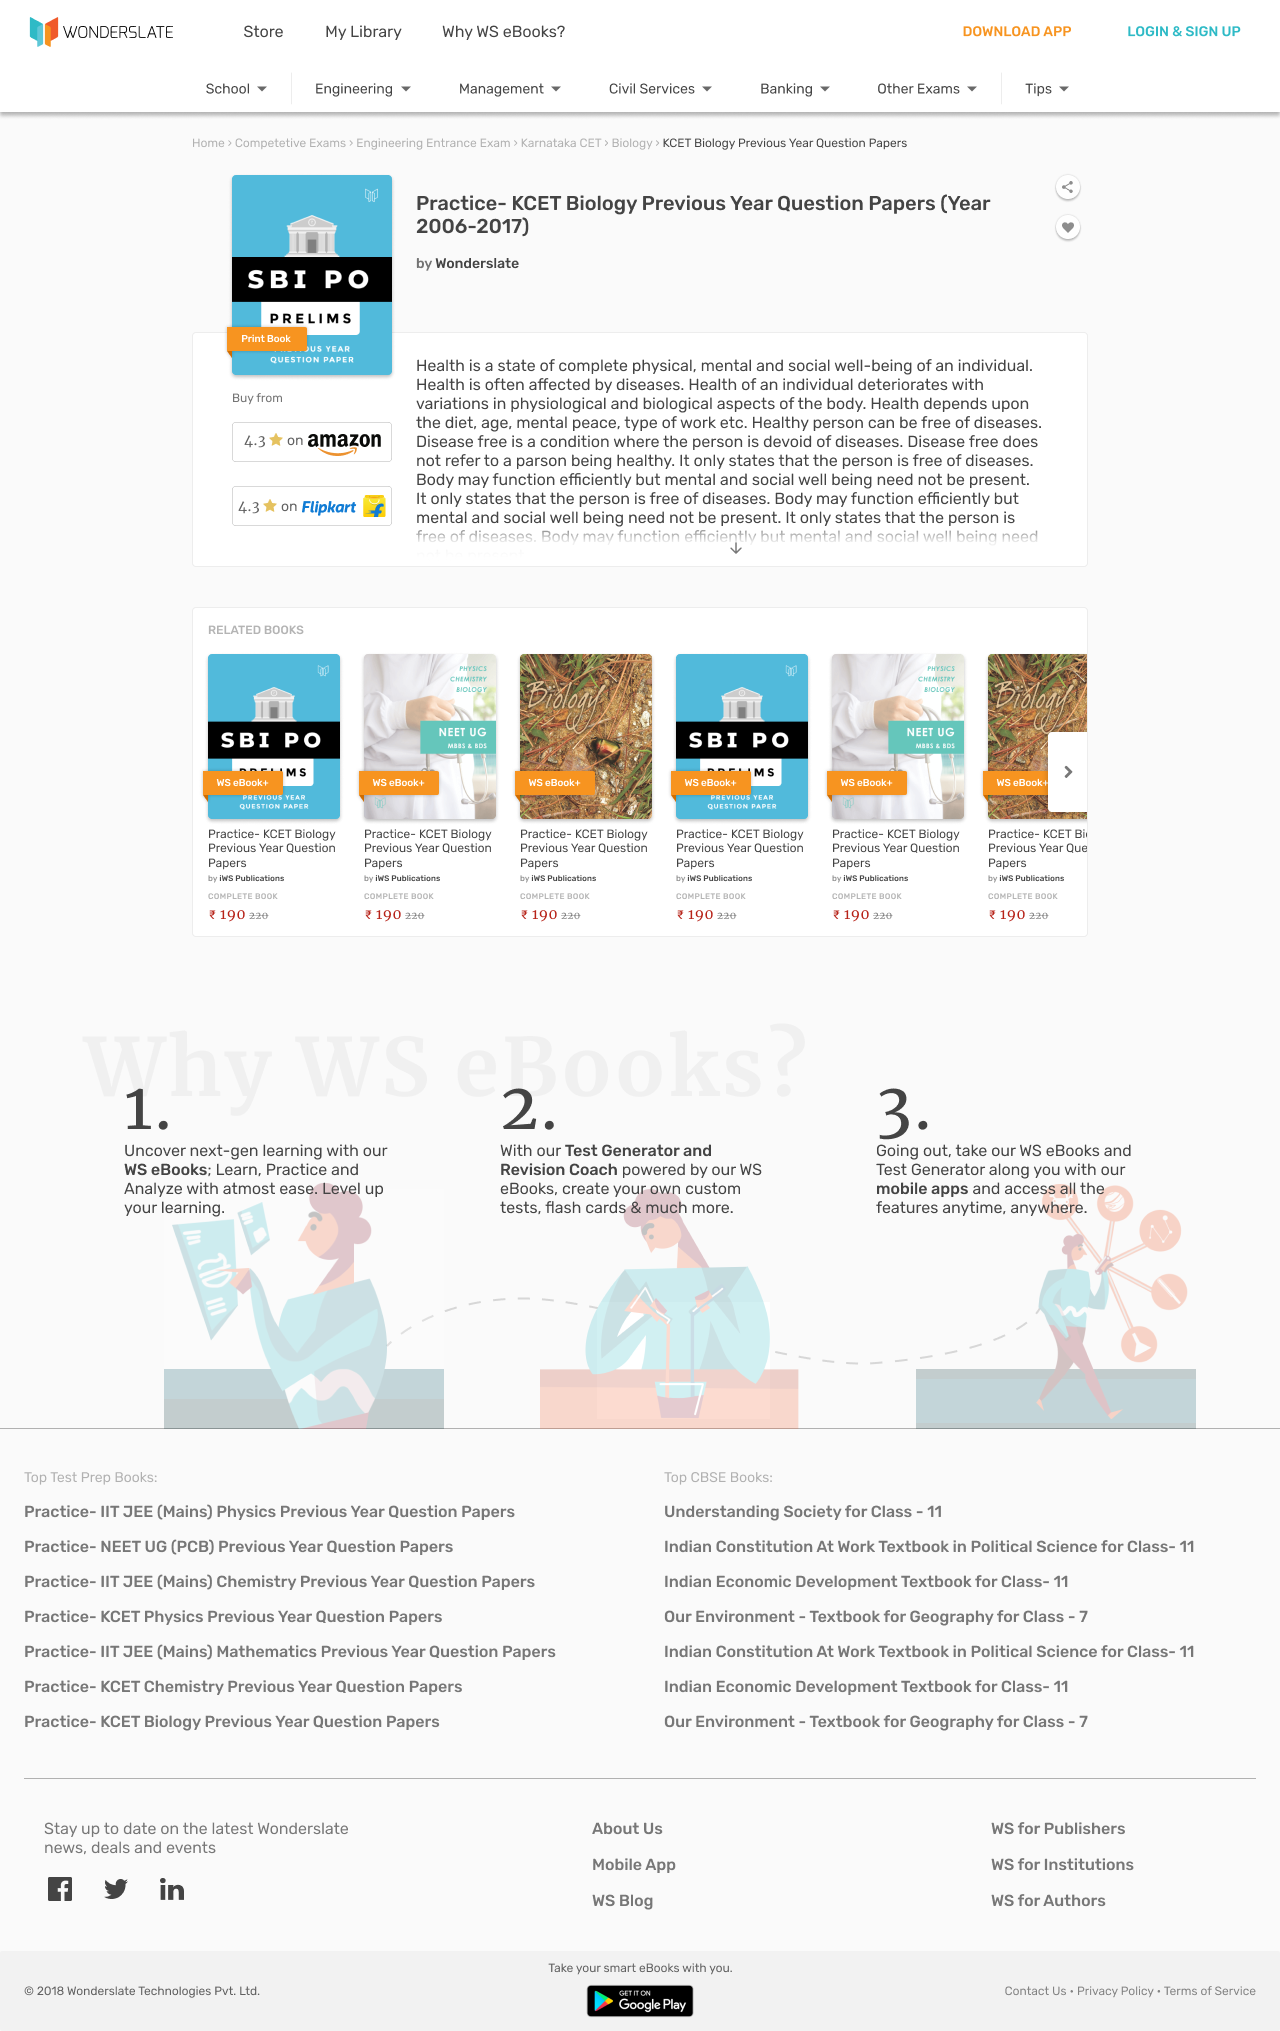 WONDERSLATE
Store
My Library
Why WS eBooks?
DOWNLOAD APP
LOGIN & SIGN UP
School
Engineering
Management
Civil Services
Banking
Other Exams
Tips
Home › Competetive Exams › Engineering Entrance Exam › Karnataka CET › Biology › KCET Biology Previous Year Question Papers
SBI PO
PRELIMS
Print Book
QUESTION PAPER
Practice- KCET Biology Previous Year Question Papers (Year
2006-2017)
by Wonderslate
Buy from
4.3 on amazon
4.3 on Flipkart
Health is a state of complete physical, mental and social well-being of an individual.
Health is often affected by diseases. Health of an individual deteriorates with
variations in physiological and biological aspects of the body. Health depends upon
the diet, age, mental peace, type of work etc. Healthy person can be free of diseases.
Disease free is a condition where the person is devoid of diseases. Disease free does
not refer to a parson being healthy. It only states that the person is free of diseases.
Body may function efficiently but mental and social well being need not be present.
It only states that the person is free of diseases. Body may function efficiently but
mental and social well being need not be present. It only states that the person is
free of diseases. Body may function efficiently but mental and social well being need
RELATED BOOKS
SBI PO
WS eBook+
PREVIOUS YEAR
QUESTION PAPER
Practice- KCET Biology
Previous Year Question
Papers
by iWS Publications
COMPLETE BOOK
₹ 190 220
PHYSICS
CHEMISTRY
BIOLOGY
NEET UG
MBBS & BDS
WS eBook+
Practice- KCET Biology
Previous Year Question
Papers
by iWS Publications
COMPLETE BOOK
₹ 190 220
Biology
WS eBook+
Practice- KCET Biology
Previous Year Question
Papers
by iWS Publications
COMPLETE BOOK
₹ 190 220
SBI PO
WS eBook+
PREVIOUS YEAR
QUESTION PAPER
Practice- KCET Biology
Previous Year Question
Papers
by iWS Publications
COMPLETE BOOK
₹ 190 220
PHYSICS
CHEMISTRY
BIOLOGY
NEET UG
MBBS & BDS
WS eBook+
Practice- KCET Biology
Previous Year Question
Papers
by iWS Publications
COMPLETE BOOK
₹ 190 220
Biology
WS eBook+
Practice- KCET Bi
Previous Year Que
Papers
by iWS Publications
COMPLETE BOOK
₹ 190 220
Why WS eBooks?
1.
Uncover next-gen learning with our
WS eBooks; Learn, Practice and
Analyze with atmost ease. Level up
your learning.
2.
With our Test Generator and
Revision Coach powered by our WS
eBooks, create your own custom
tests, flash cards & much more.
3.
Going out, take our WS eBooks and
Test Generator along you with our
mobile apps and access all the
features anytime, anywhere.
Top Test Prep Books:
Practice- IIT JEE (Mains) Physics Previous Year Question Papers
Practice- NEET UG (PCB) Previous Year Question Papers
Practice- IIT JEE (Mains) Chemistry Previous Year Question Papers
Practice- KCET Physics Previous Year Question Papers
Practice- IIT JEE (Mains) Mathematics Previous Year Question Papers
Practice- KCET Chemistry Previous Year Question Papers
Practice- KCET Biology Previous Year Question Papers
Top CBSE Books:
Understanding Society for Class - 11
Indian Constitution At Work Textbook in Political Science for Class- 11
Indian Economic Development Textbook for Class- 11
Our Environment - Textbook for Geography for Class - 7
Indian Constitution At Work Textbook in Political Science for Class- 11
Indian Economic Development Textbook for Class- 11
Our Environment - Textbook for Geography for Class - 7
Stay up to date on the latest Wonderslate
news, deals and events
About Us
Mobile App
WS Blog
WS for Publishers
WS for Institutions
WS for Authors
© 2018 Wonderslate Technologies Pvt. Ltd.
Take your smart eBooks with you.
GET IT ON
Google Play
Contact Us • Privacy Policy • Terms of Service